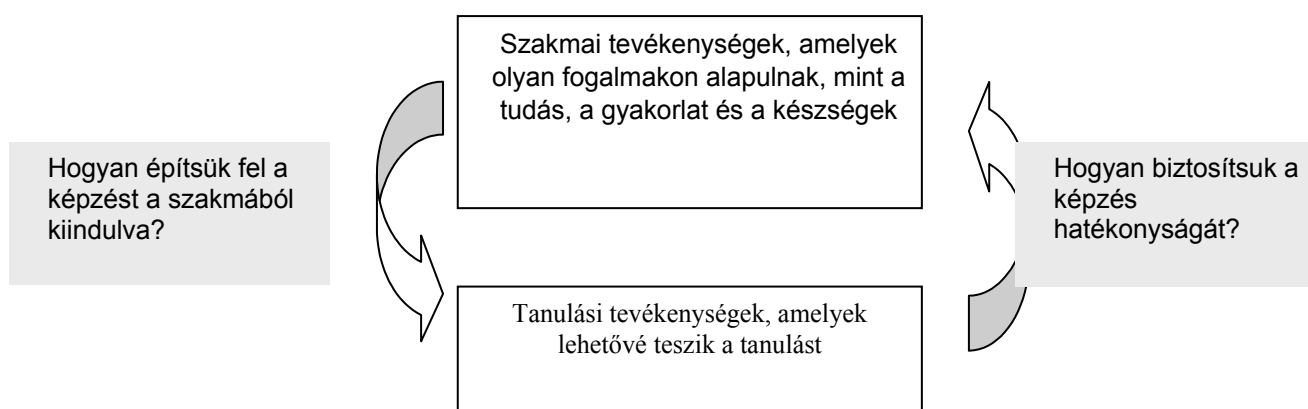 Szakmai tevékenységek, amelyek
olyan fogalmakon alapulnak, mint a
tudás, a gyakorlat és a készségek
Hogyan építsük fel a
képzést a szakmából
kiindulva?
Hogyan biztosítsuk a
képzés
hatékonyságát?
Tanulási tevékenységek, amelyek
lehetővé teszik a tanulást